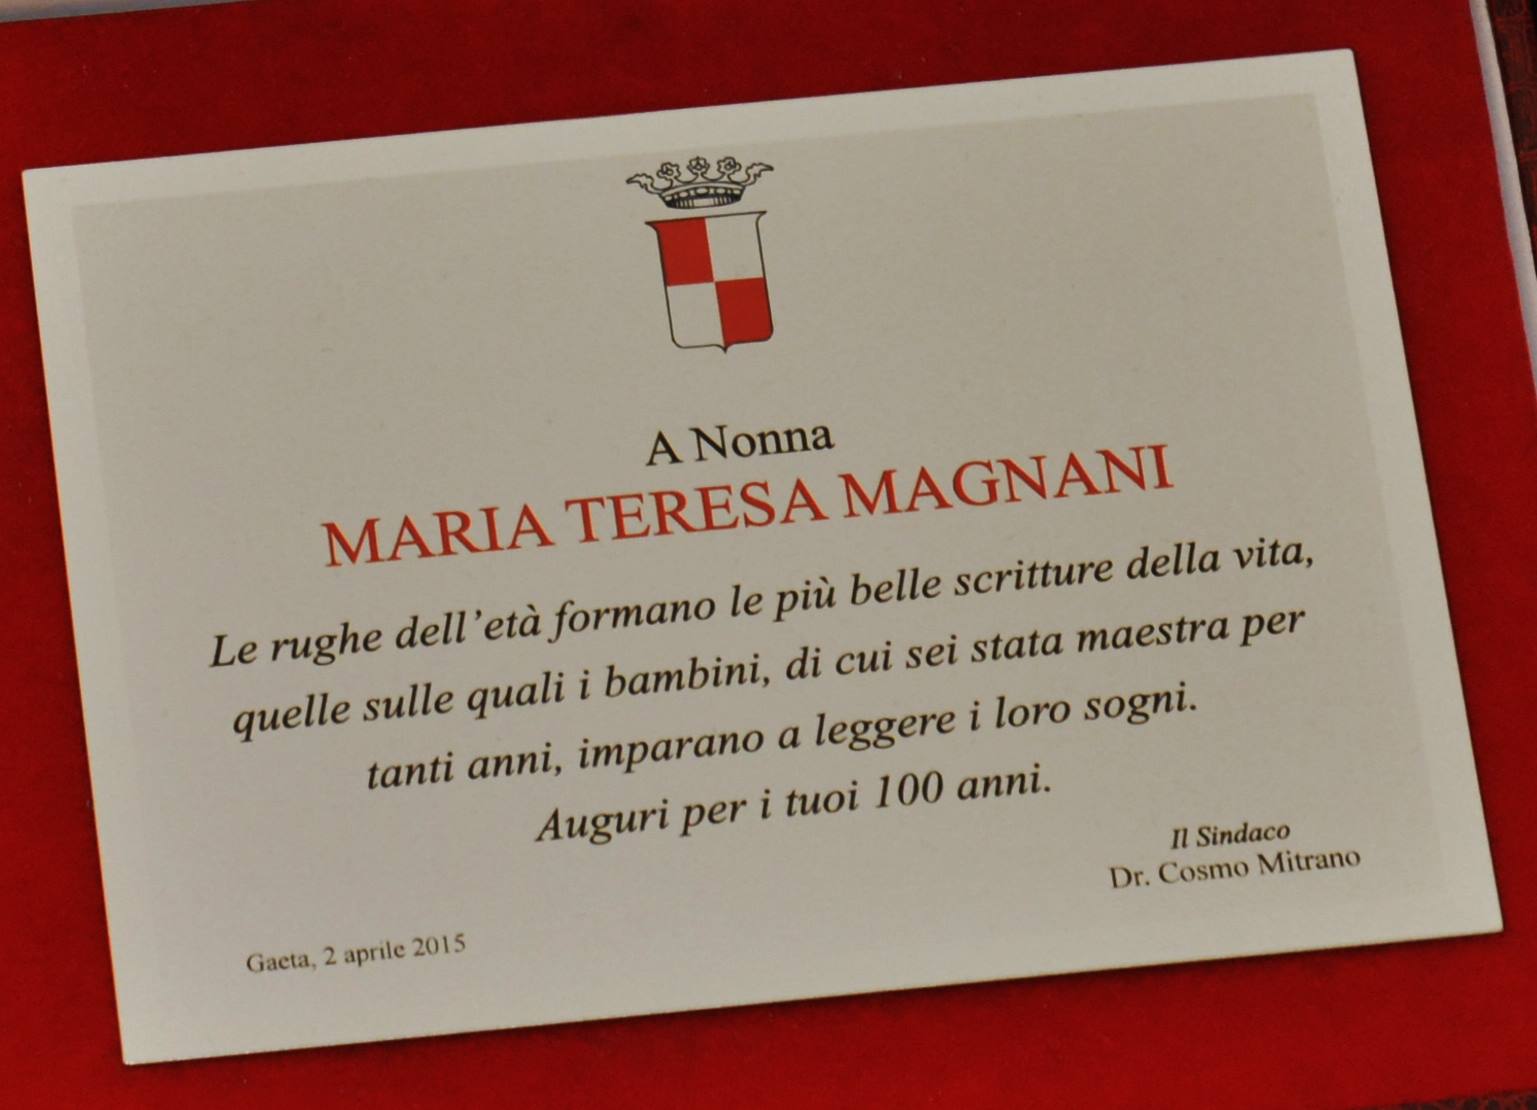 A Nonna
MARIA TERESA MAGNANI
Le rughe dell'età formano le più belle scritture della vita,
quelle sulle quali i bambini, di cui sei stata maestra per
tanti anni, imparano a leggere i loro sogni.
Auguri per i tuoi 100 anni.
Il Sindaco
Dr. Cosmo Mitrano
Gaeta, 2 aprile 2015